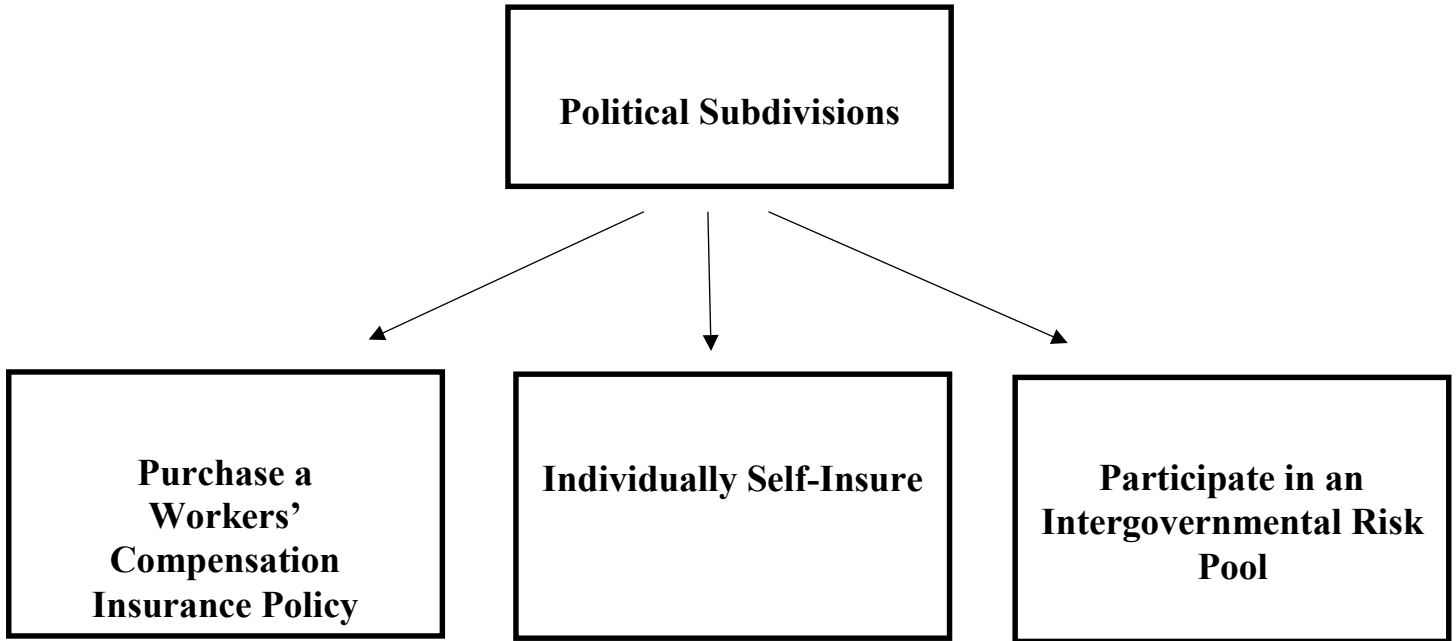 Political Subdivisions
Purchase a
Workers’
Compensation
Insurance Policy
Individually Self-Insure
Participate in an
Intergovernmental Risk
Pool